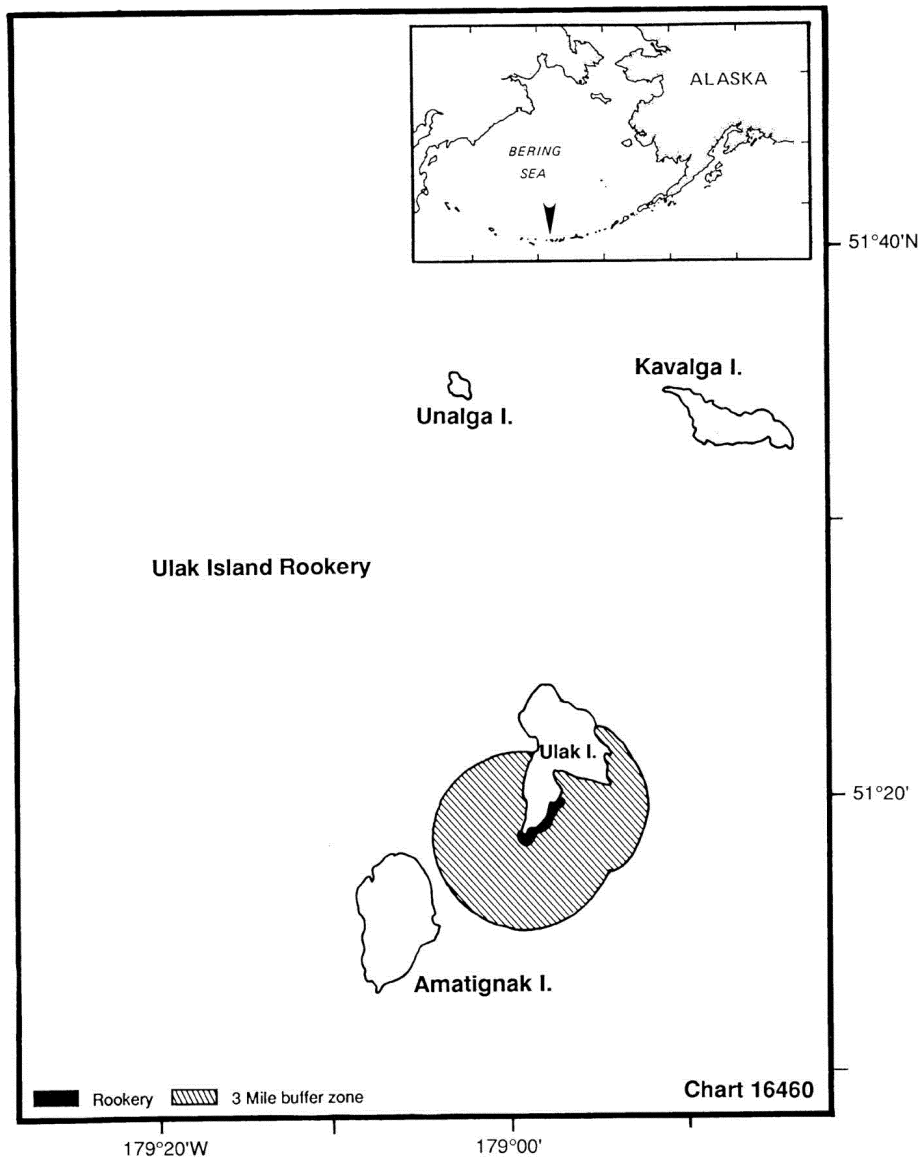 ALASKA
BERING
SEA
51°40'N
Kavalga I.
Unalga I.
Ulak Island Rookery
Ulak I.
51°20'
Amatignak I.
Rookery
3 Mile buffer zone
Chart 16460
179°20'W
179°00'